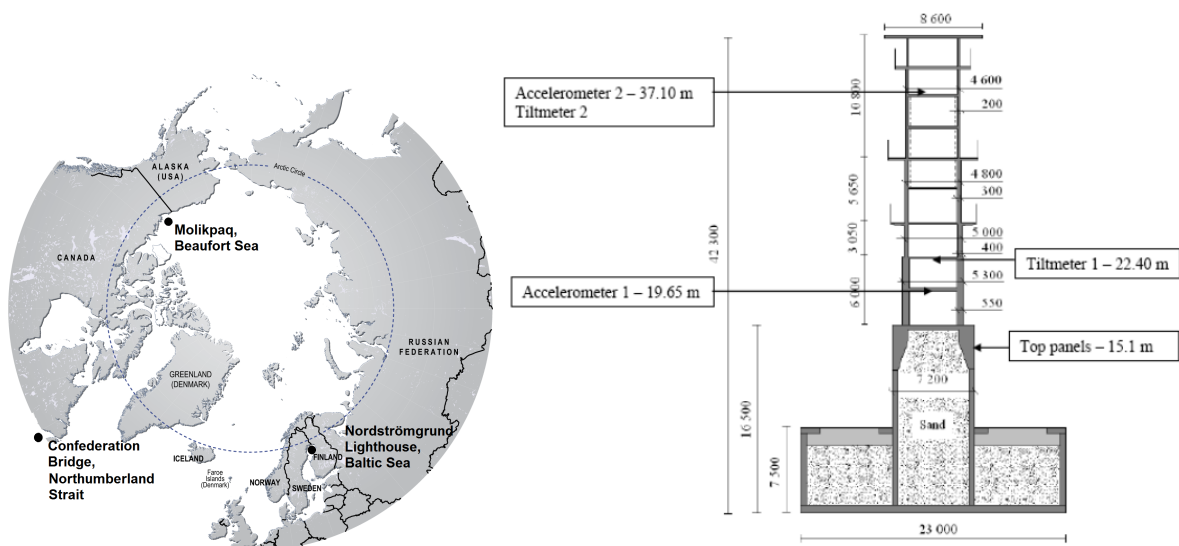 ALASKA
(USA)
Arctic Circle
Molikpaq,
Beaufort Sea
CANADA
RUSSIAN
FEDERATION
GREENLAND
(DENMARK)
Confederation
Bridge,
Northumberland
Strait
ICELAND
Faroe
Islands
(Denmark)
Nordströmgrund
Lighthouse,
Baltic Sea
FINLAND
NORWAY
SWEDEN
8 600
Accelerometer 2 – 37.10 m
Tiltmeter 2
10 800
4 600
200
4 800
300
5 650
5 000
400
3 050
42 300
Tiltmeter 1 – 22.40 m
5 300
Accelerometer 1 – 19.65 m
6 000
550
Top panels – 15.1 m
7 200
16 500
Sand
7 500
23 000